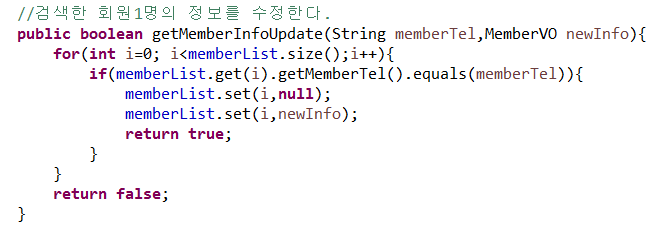 //검색한 회원1명의 정보를 수정한다.
public boolean getMemberInfoUpdate(String memberTel,MemberVO newInfo){
    for(int i=0; i<memberList.size();i++){
        if(memberList.get(i).getMemberTel().equals(memberTel)){
            memberList.set(i,null);
            memberList.set(i,newInfo);
            return true;
        }
    }
    return false;
}